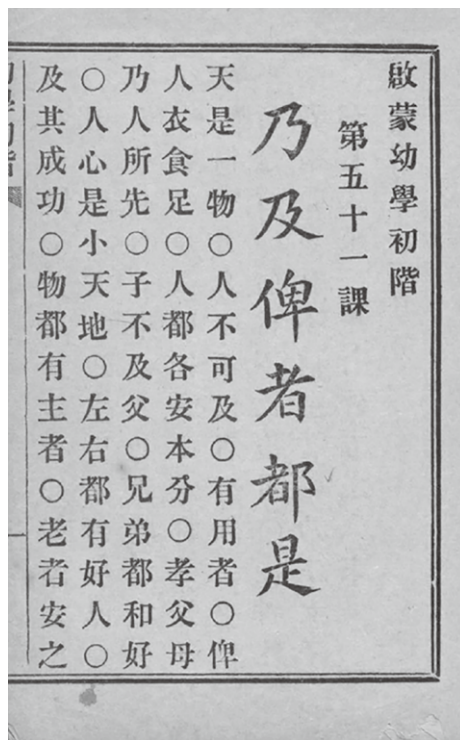 啟蒙幼學初階
第五十一課
乃及俾者都是
天是一物○人不可及○有用者○俾
人衣食足○人都各安本分○孝父母
乃人所先○子不及父○兄弟都和好
○人心是小天地○左右都有好人○
及其成功○物都有主者○老者安之